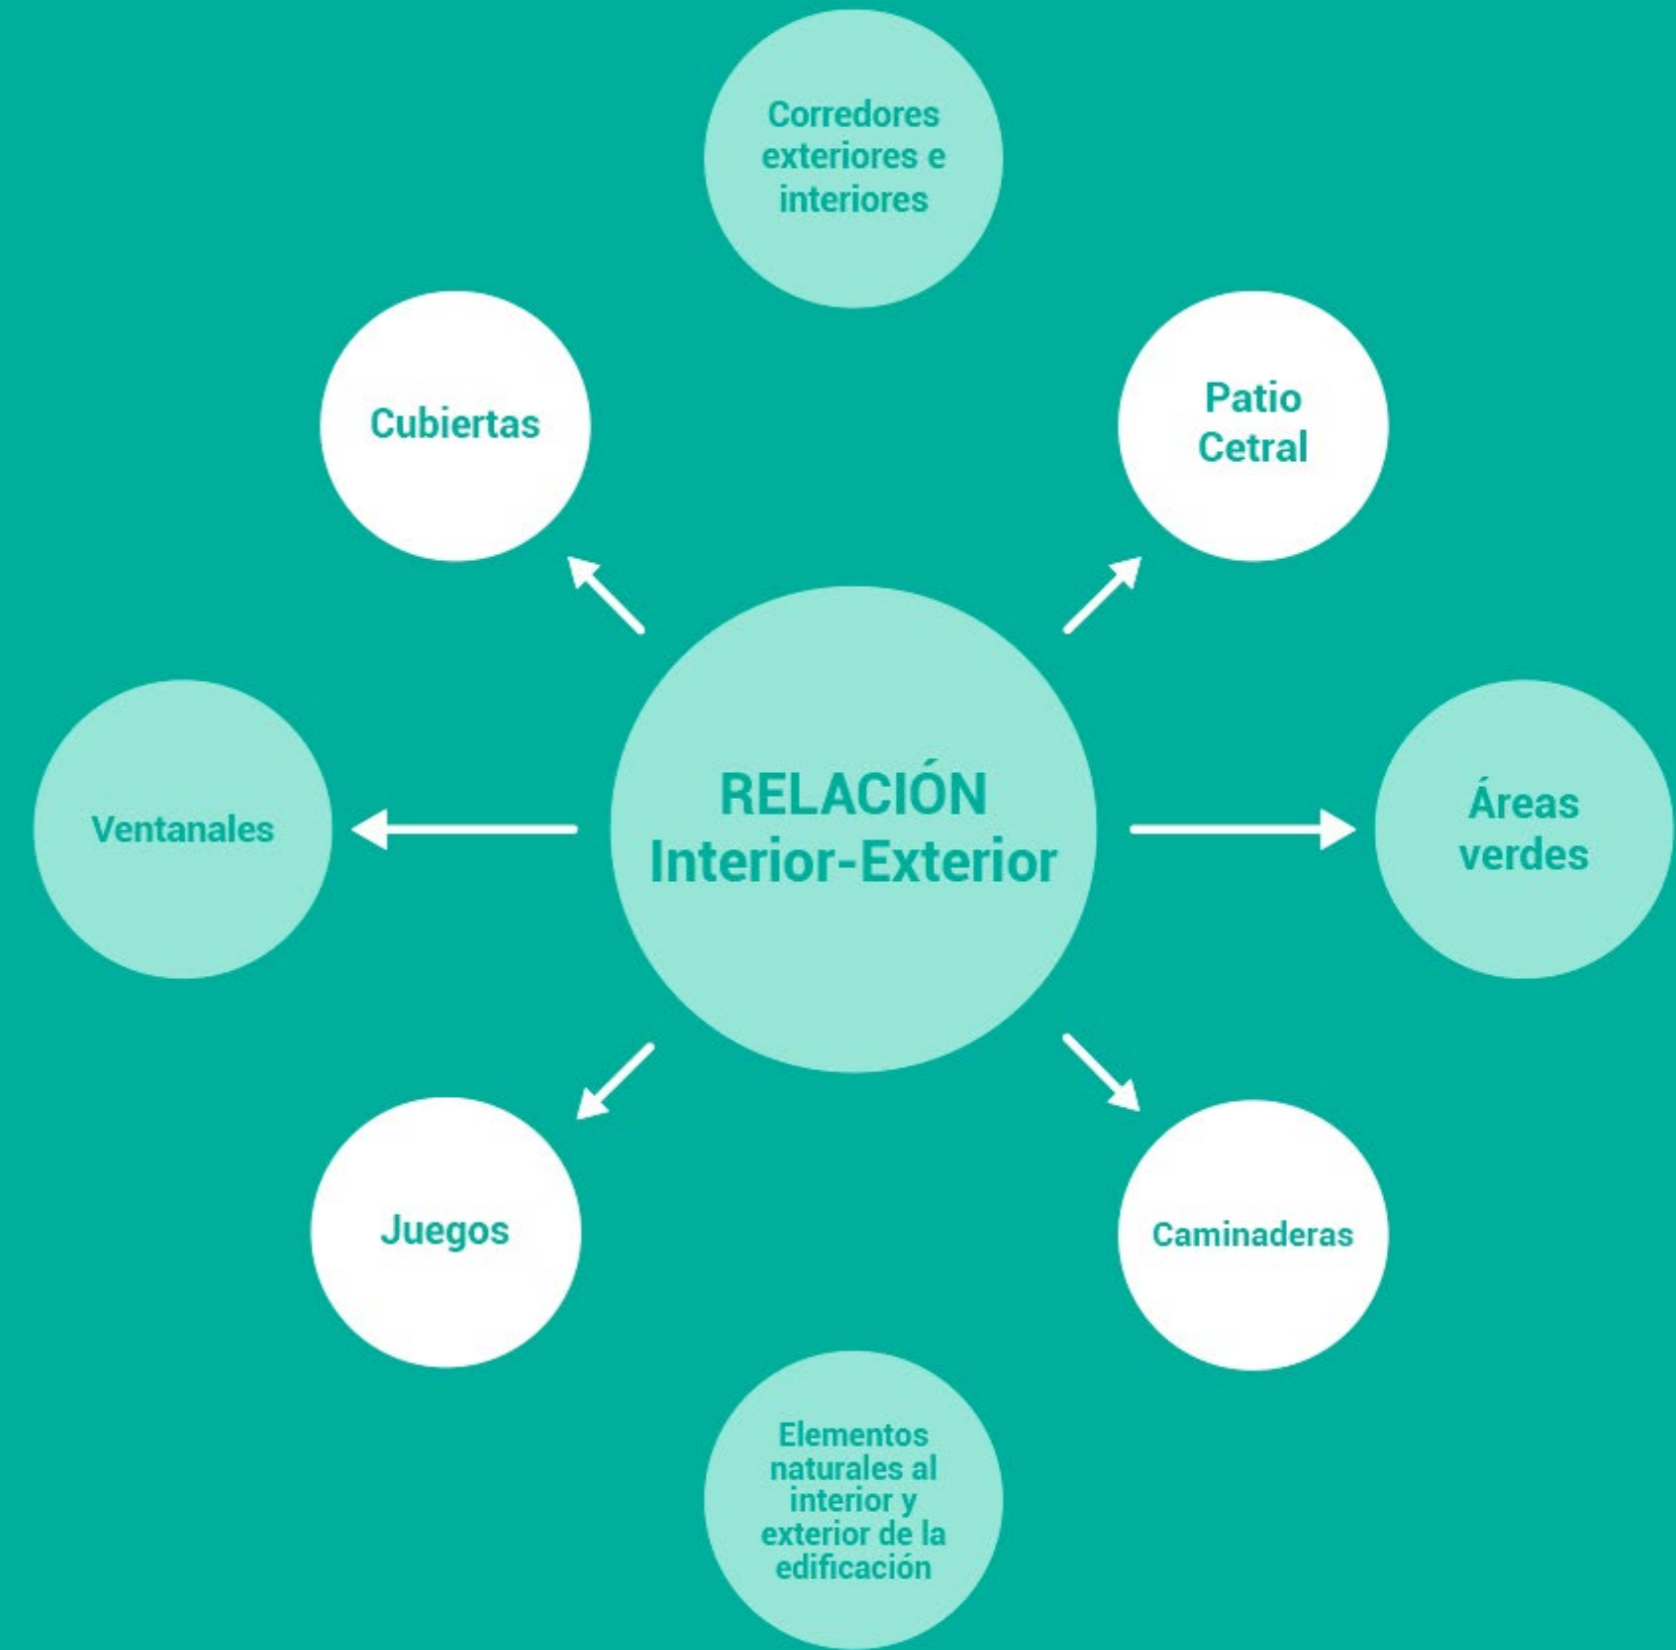 Corredores
exteriores e
interiores
Cubiertas
Patio
Cetral
Ventanales
RELACIÓN
Interior-Exterior
Áreas
verdes
Juegos
Caminaderas
Elementos
naturales al
interior y
exterior de la
edificación